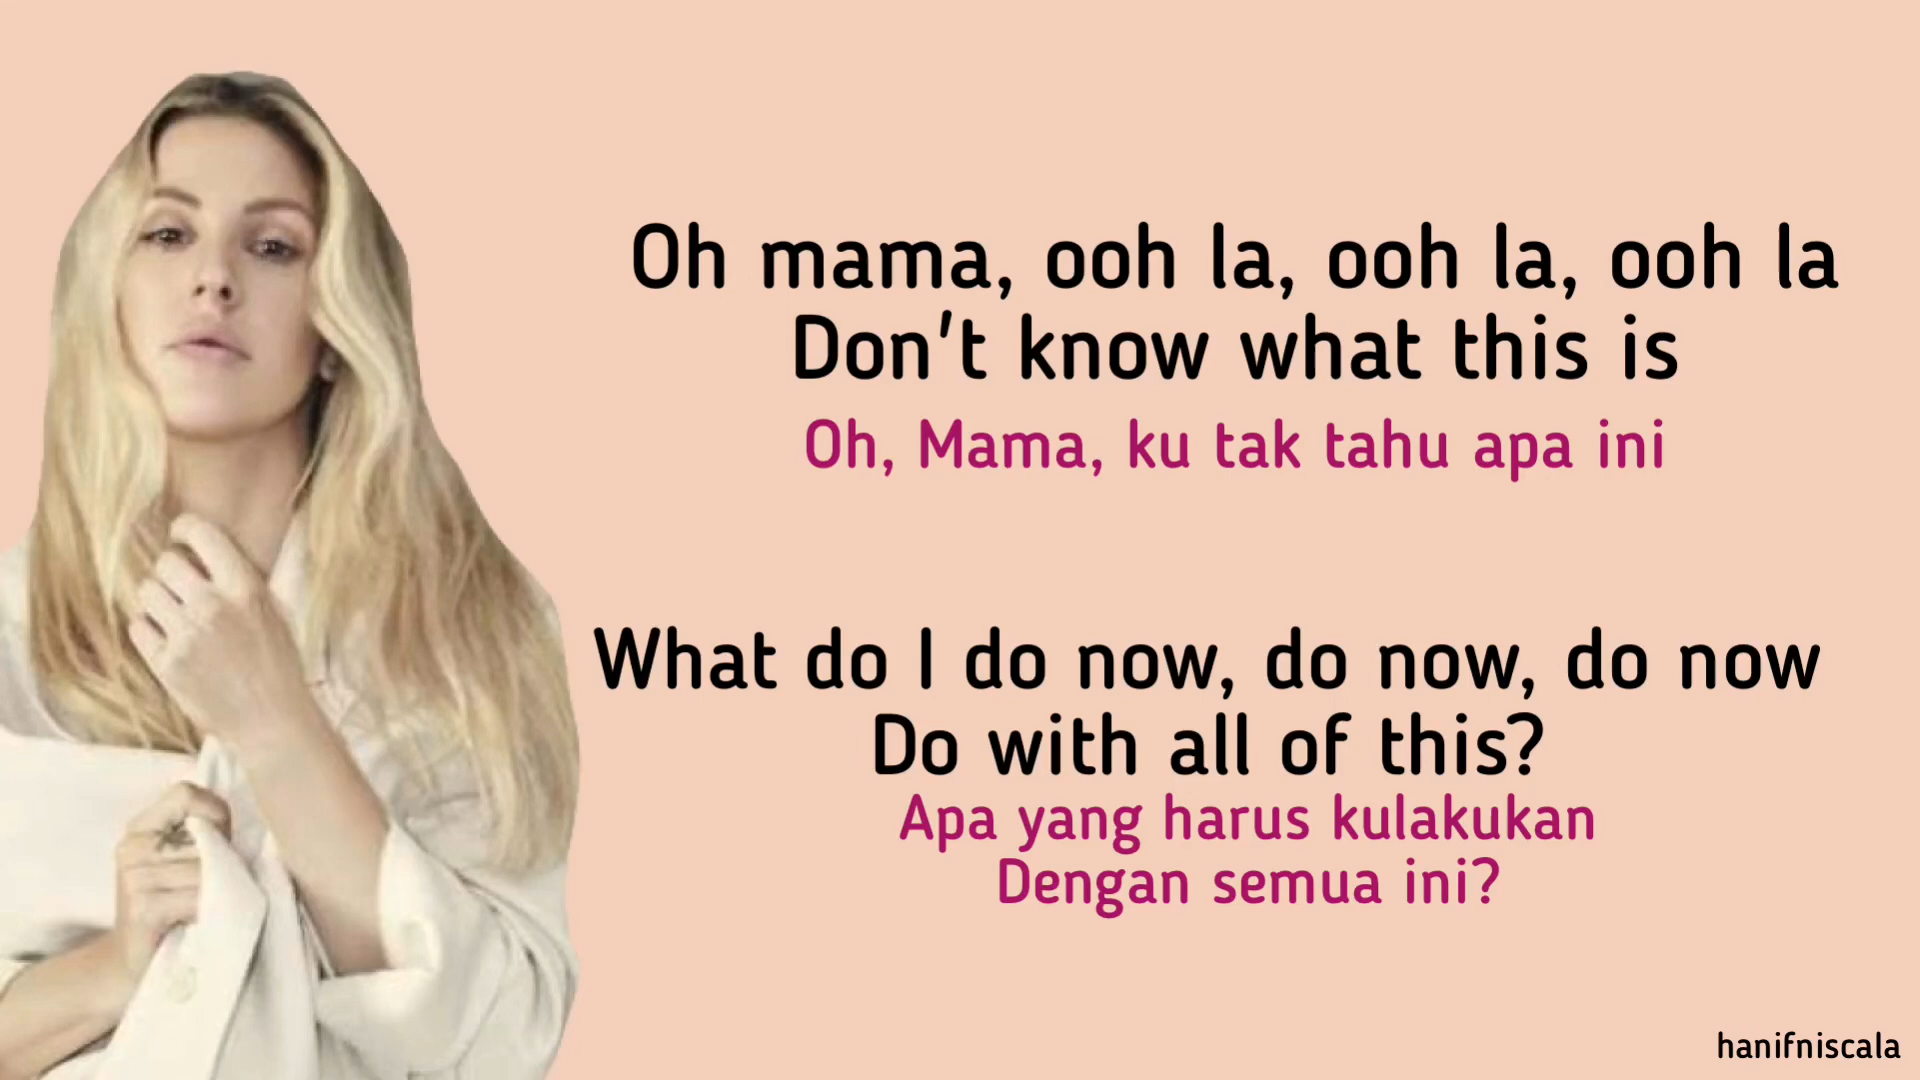 Oh mama, ooh la, ooh la, ooh la
Don't know what this is
Oh, Mama, ku tak tahu apa ini
What do I do now, do now, do now
Do with all of this?
Apa yang harus kulakukan
Dengan semua ini?
hanifniscala